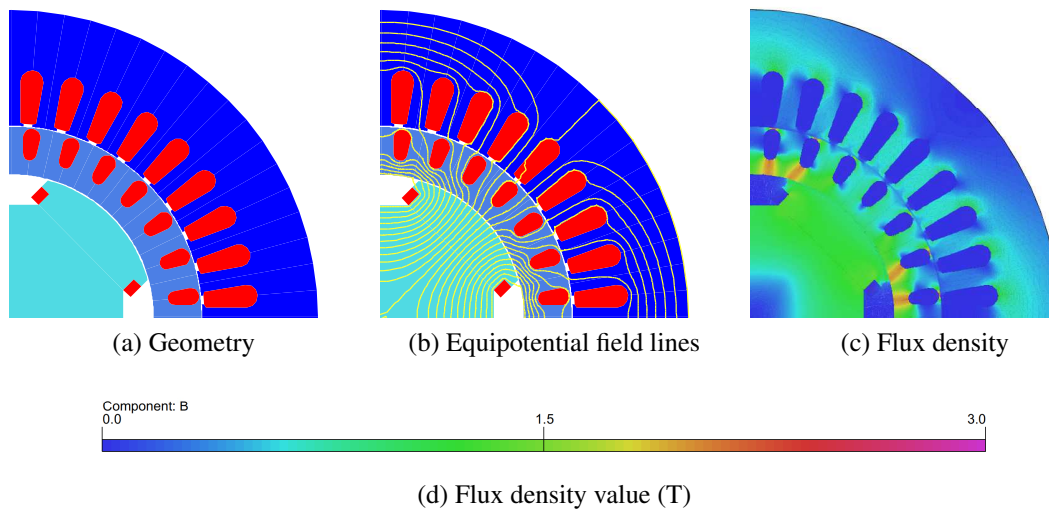 (a) Geometry
(b) Equipotential field lines
(c) Flux density
Component: B
0.0 1.5 3.0
(d) Flux density value (T)